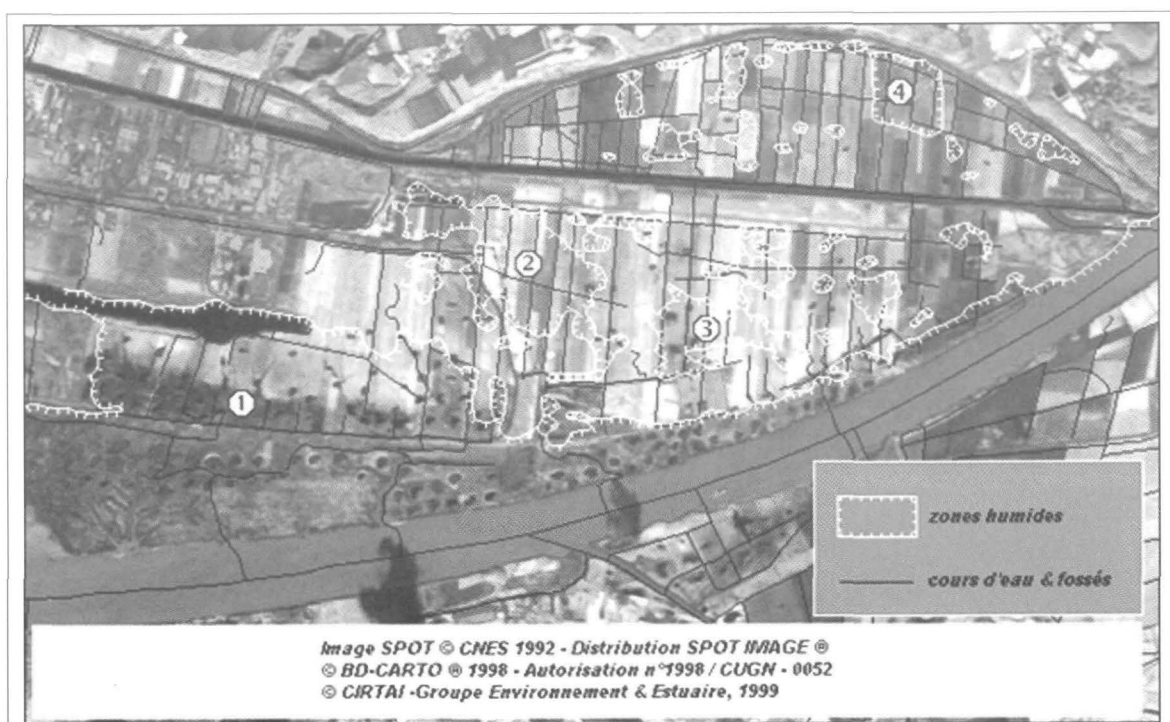 4
2
3
1
zones humides
cours d'eau & fossés
Image SPOT © CNES 1992 - Distribution SPOT IMAGE ®
© BD-CARTO ® 1998 - Autorisation n°1998 / CUGN - 0052
© CIRTAI -Groupe Environnement & Estuaire, 1999